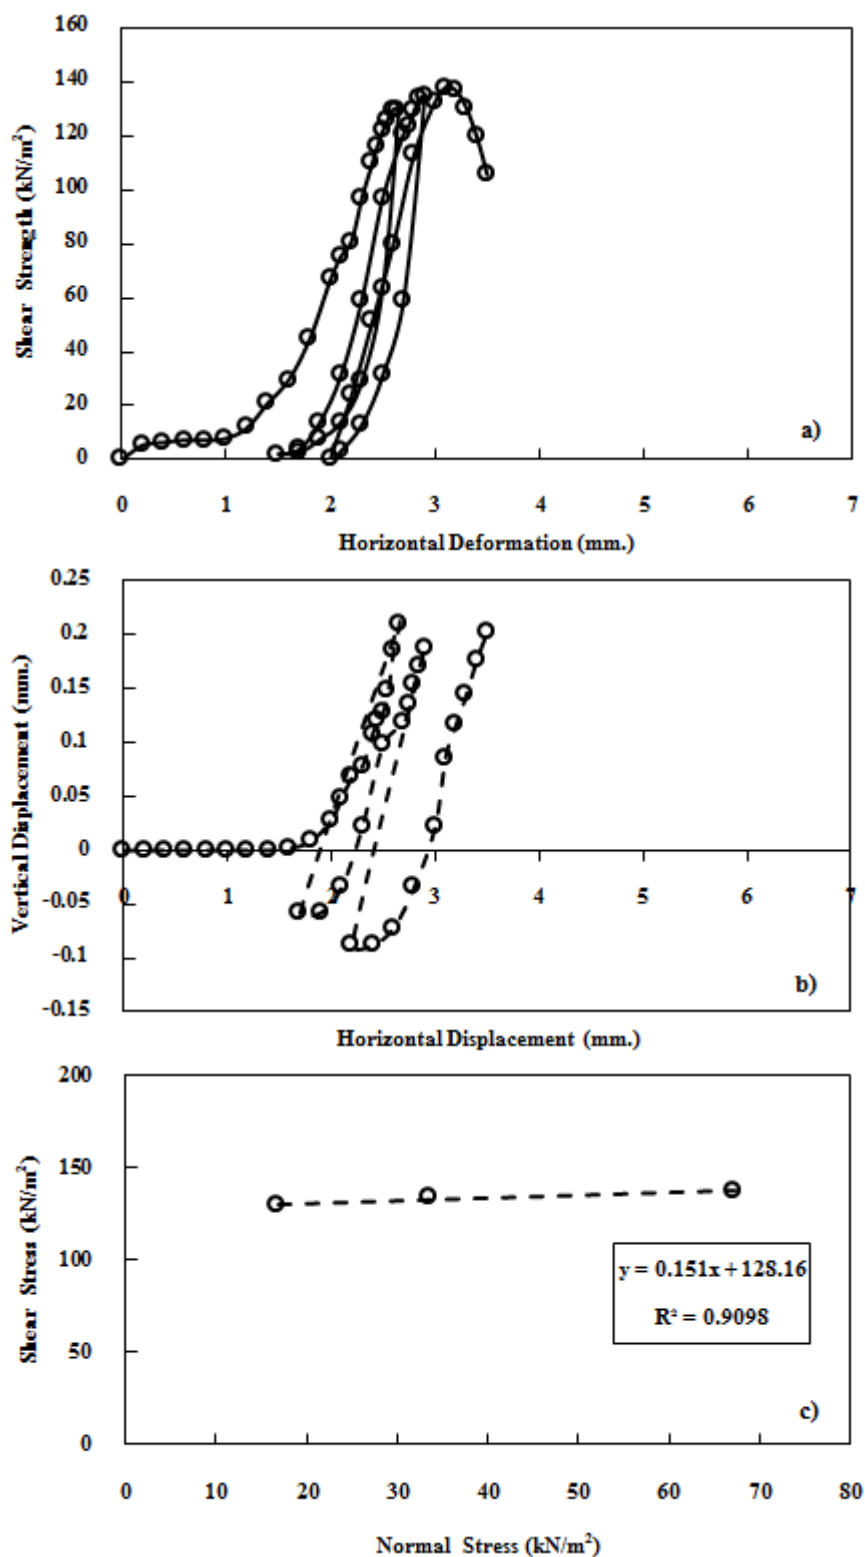 160
140
120
100
80
60
40
20
0
Shear Strength (kN/m²)
a)
0 1 2 3 4 5 6 7
Horizontal Deformation (mm.)
0.25
0.2
0.15
0.1
0.05
0
-0.05
-0.1
-0.15
Vertical Displacement (mm.)
0 1 2 3 4 5 6 7
b)
Horizontal Displacement (mm.)
200
150
100
50
0
Shear Stress (kN/m²)
y = 0.151x + 128.16
R² = 0.9098
c)
0 10 20 30 40 50 60 70 80
Normal Stress (kN/m²)